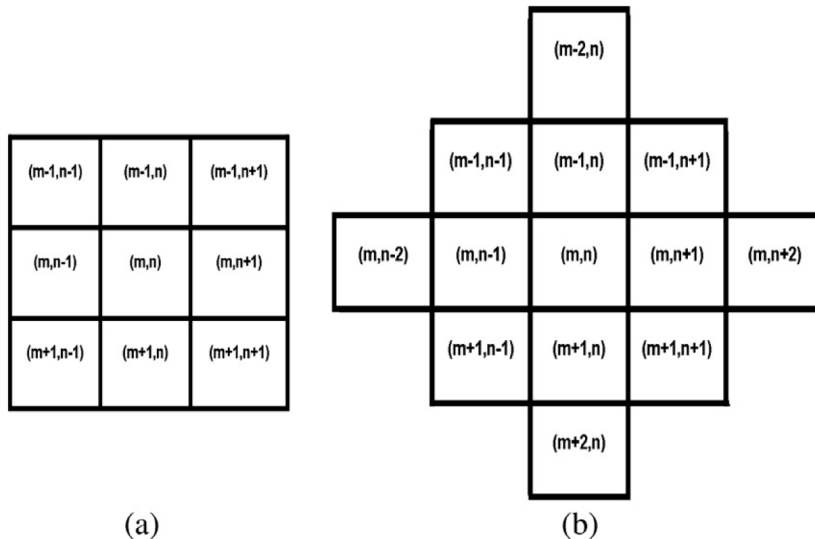 (m-2,n)
(m-1,n-1) (m-1,n) (m-1,n+1)
(m,n-1) (m,n) (m,n+1)
(m+1,n-1) (m+1,n) (m+1,n+1)
(m-1,n-1) (m-1,n) (m-1,n+1)
(m,n-2) (m,n-1) (m,n) (m,n+1) (m,n+2)
(m+1,n-1) (m+1,n) (m+1,n+1)
(m+2,n)
(a) (b)